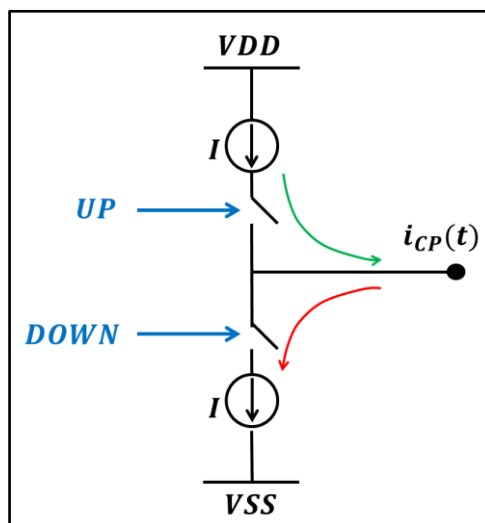 VDD
I
UP
i_CP(t)
DOWN
I
VSS